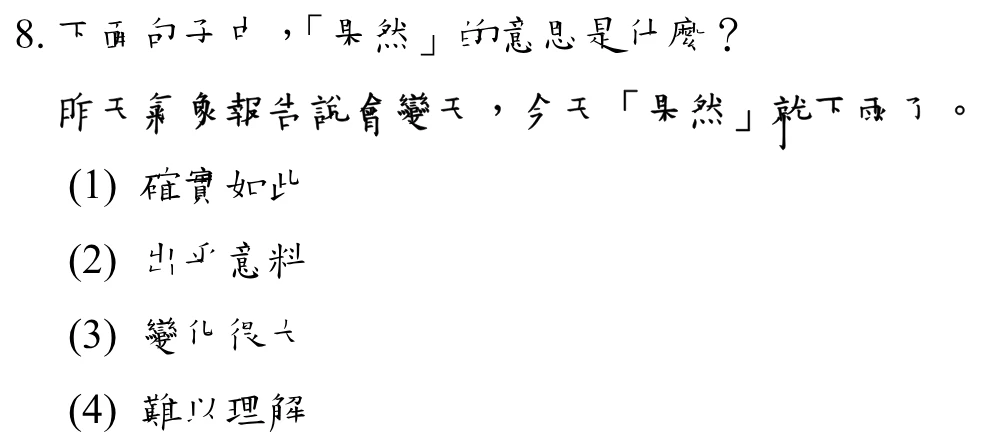 8. 下面句子中，「果然」的意思是什麼？
昨天氣象報告說會變天，今天「果然」就下雨了。
(1) 確實如此
(2) 出乎意料
(3) 變化很大
(4) 難以理解